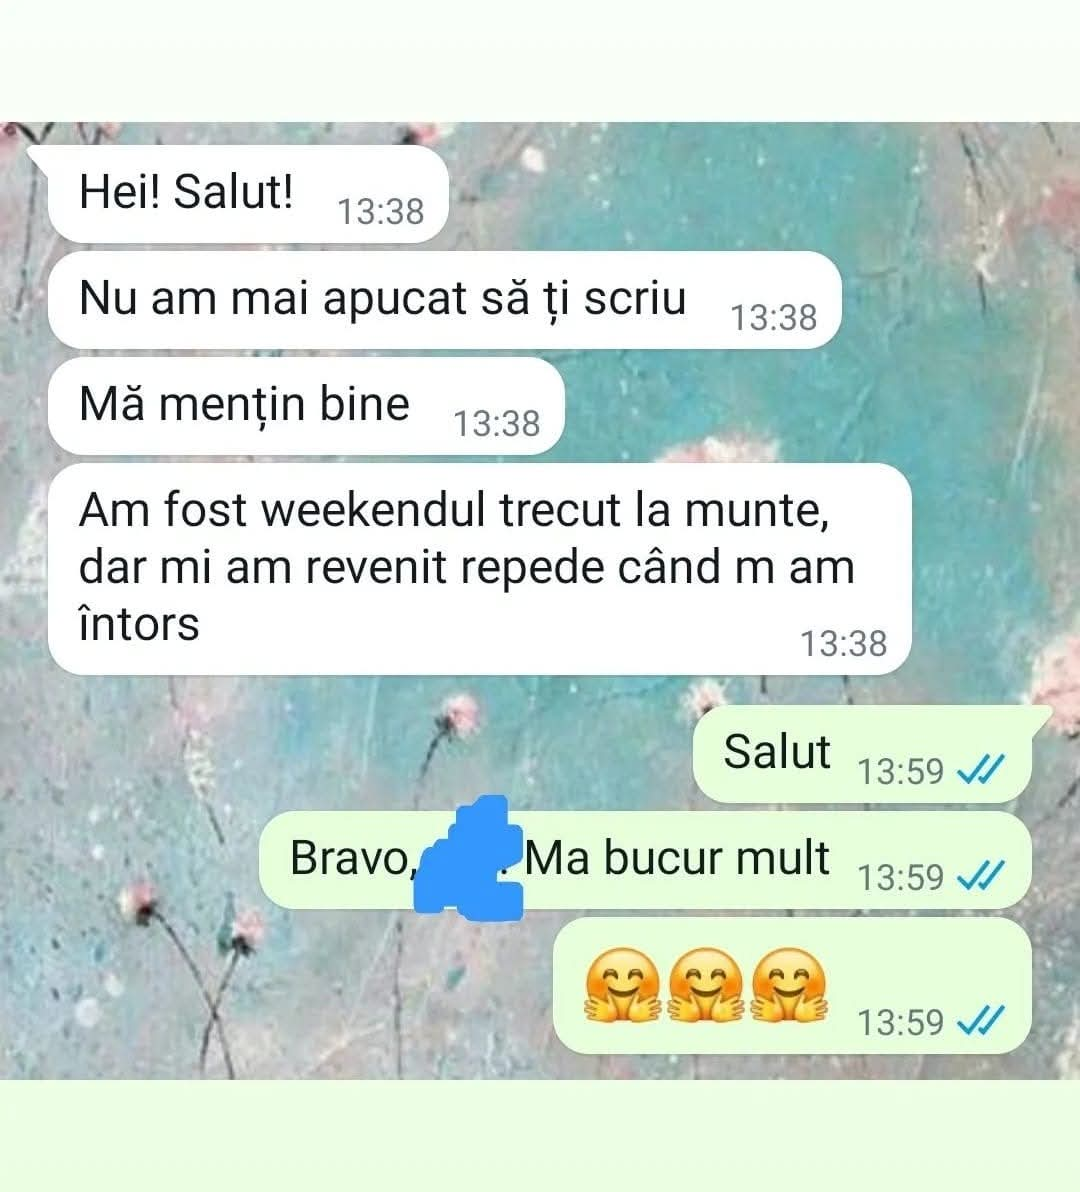 Hei! Salut! 13:38
Nu am mai apucat să ți scriu 13:38
Mă mențin bine 13:38
Am fost weekendul trecut la munte,
dar mi am revenit repede când m am
întors 13:38
Salut 13:59
Bravo, . Ma bucur mult 13:59
🤗🤗🤗 13:59